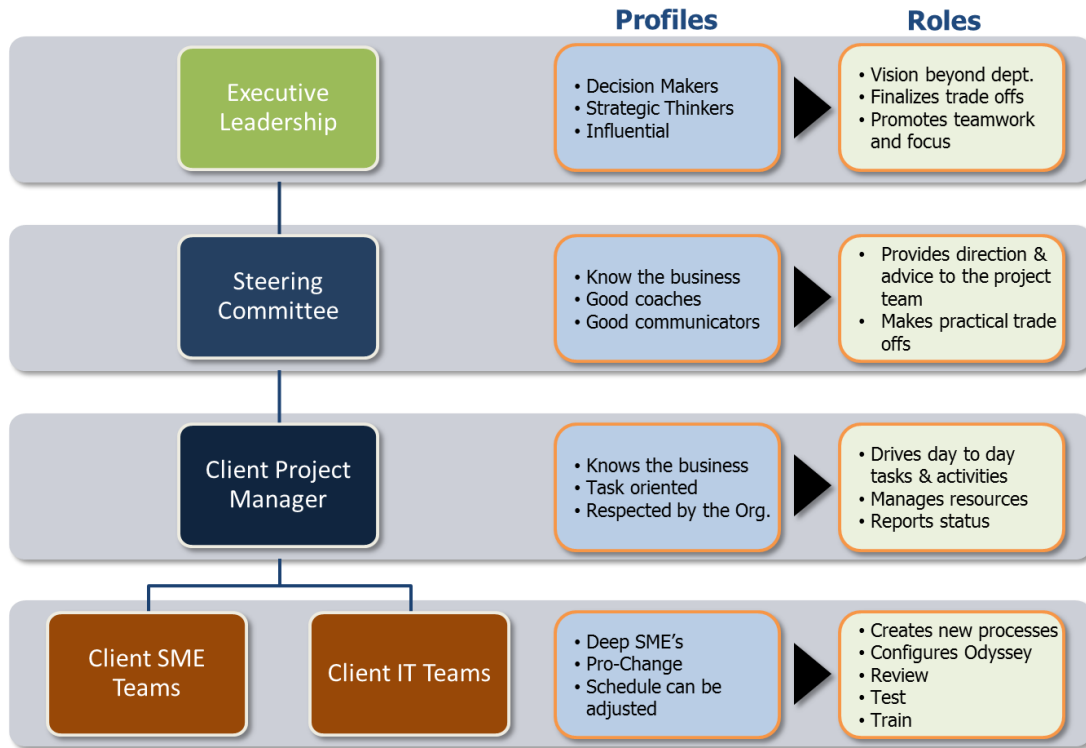 Profiles
Roles
Executive
Leadership
• Decision Makers
• Strategic Thinkers
• Influential
• Vision beyond dept.
• Finalizes trade offs
• Promotes teamwork
and focus
Steering
Committee
• Know the business
• Good coaches
• Good communicators
• Provides direction &
advice to the project
team
• Makes practical trade
offs
Client Project
Manager
• Knows the business
• Task oriented
• Respected by the Org.
• Drives day to day
tasks & activities
• Manages resources
• Reports status
Client SME
Teams
Client IT Teams
• Deep SME's
• Pro-Change
• Schedule can be
adjusted
• Creates new processes
• Configures Odyssey
• Review
• Test
• Train